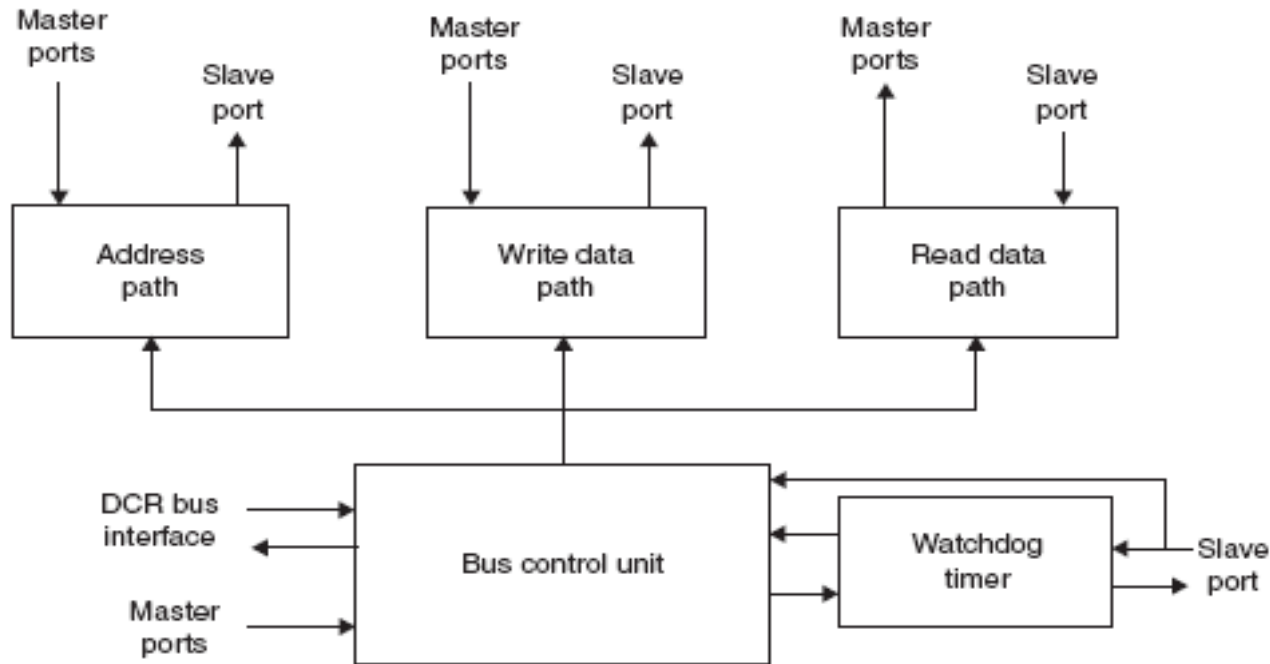 Master
ports
Slave
port
Master
ports
Slave
port
Master
ports
Slave
port
Address
path
Write data
path
Read data
path
DCR bus
interface
Master
ports
Bus control unit
Watchdog
timer
Slave
port